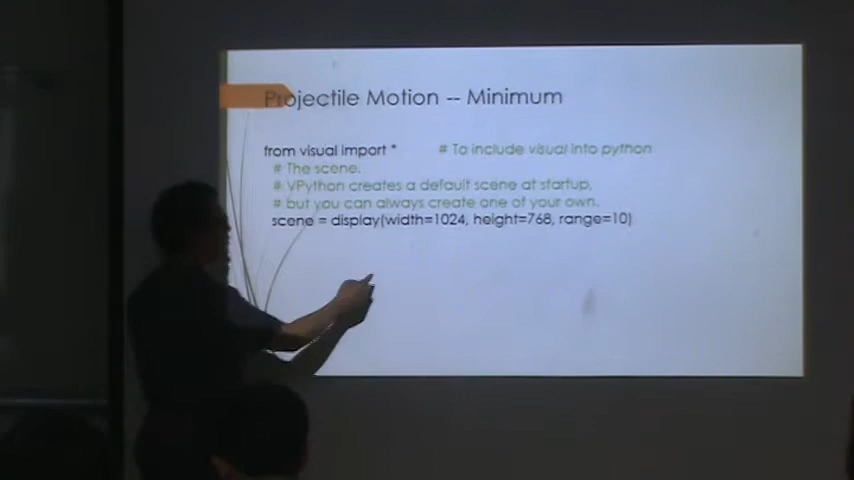 Projectile Motion -- Minimum
from visual import * # To include visual into python
# The scene.
# VPython creates a default scene at startup,
# but you can always create one of your own.
scene = display(width=1024, height=768, range=10)